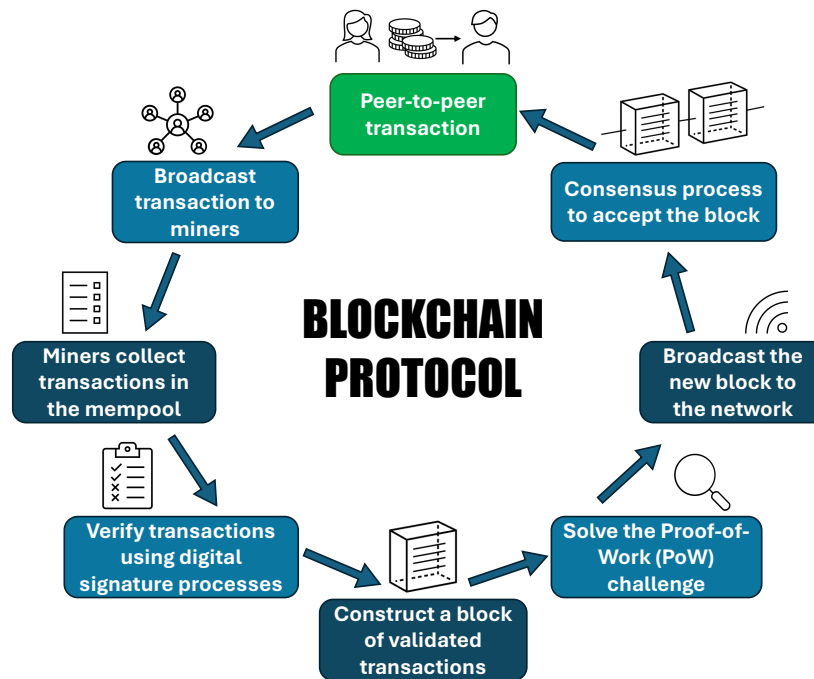 Peer-to-peer
transaction
Broadcast
transaction to
miners
Miners collect
transactions in
the mempool
Verify transactions
using digital
signature processes
Construct a block
of validated
transactions
Solve the Proof-of-
Work (PoW)
challenge
Broadcast the
new block to
the network
Consensus process
to accept the block
BLOCKCHAIN
PROTOCOL